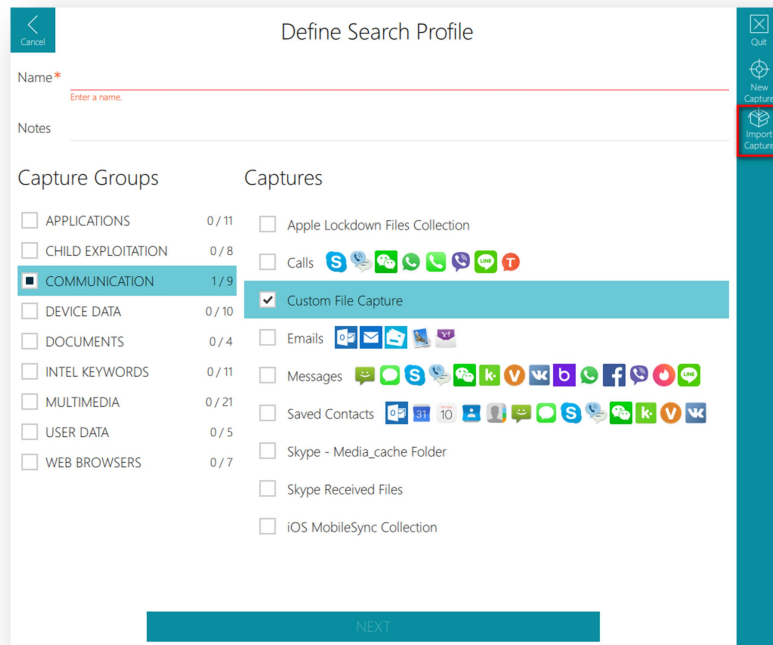 Cancel
Define Search Profile
Quit
New
Capture
Import
Capture
Name*
Enter a name.
Notes
Capture Groups
Captures
APPLICATIONS 0 / 11
CHILD EXPLOITATION 0 / 8
COMMUNICATION 1 / 9
DEVICE DATA 0 / 10
DOCUMENTS 0 / 4
INTEL KEYWORDS 0 / 11
MULTIMEDIA 0 / 21
USER DATA 0 / 5
WEB BROWSERS 0 / 7
Apple Lockdown Files Collection
Calls
Custom File Capture
Emails
Messages
Saved Contacts
Skype - Media_cache Folder
Skype Received Files
iOS MobileSync Collection
NEXT